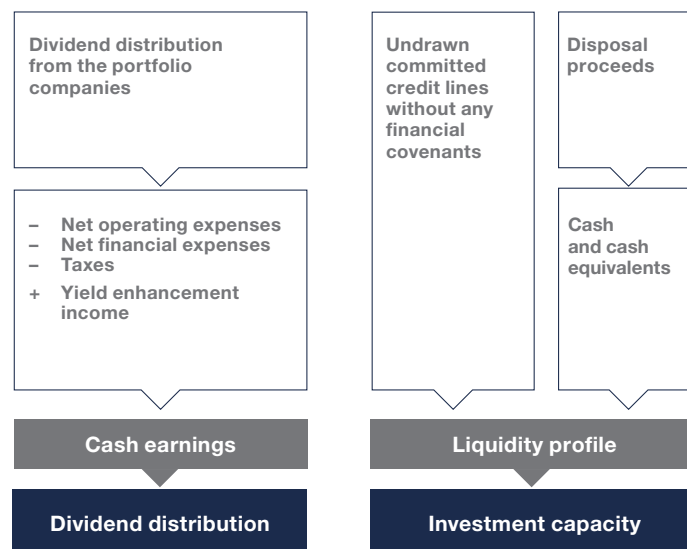 Dividend distribution
from the portfolio
companies
– Net operating expenses
– Net financial expenses
– Taxes
+ Yield enhancement
income
Cash earnings
Dividend distribution
Undrawn
committed
credit lines
without any
financial
covenants
Disposal
proceeds
Cash
and cash
equivalents
Liquidity profile
Investment capacity